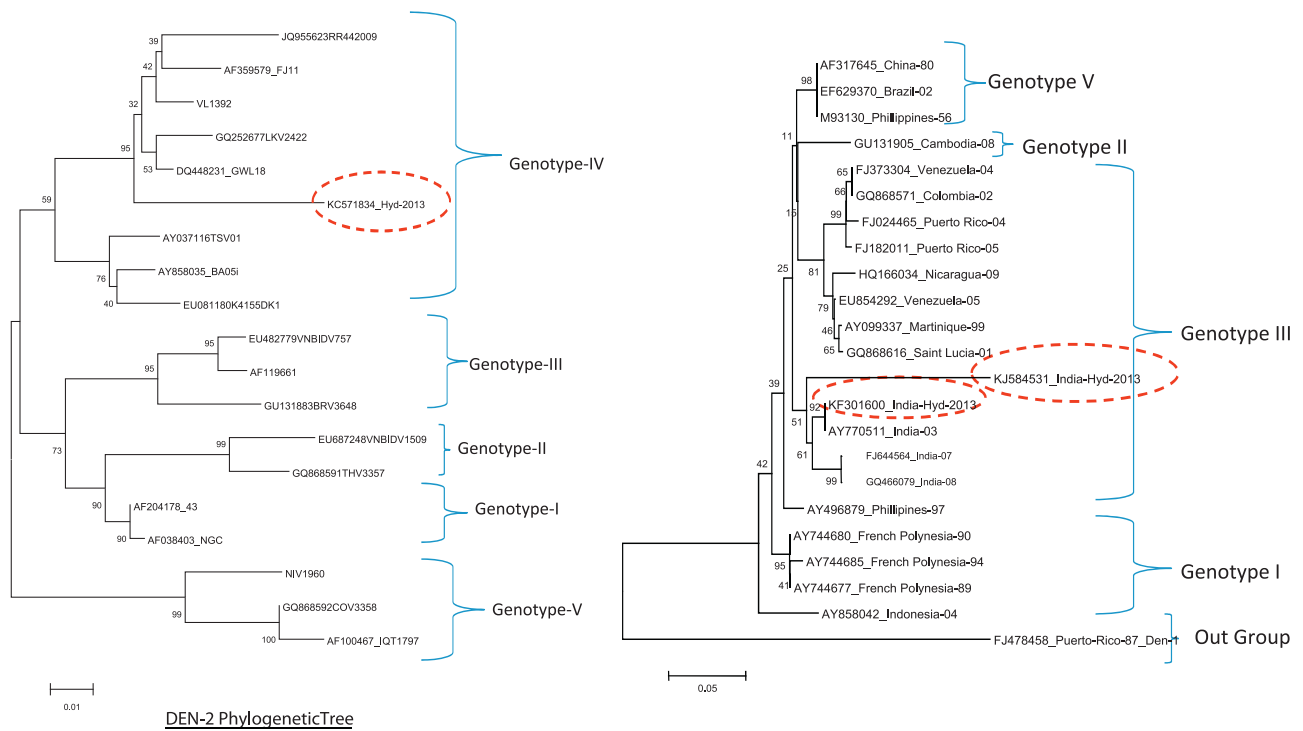 39
JQ955623RR442009
42
AF359579_FJ11
32
VL1392
GQ252677LKV2422
95
53
DQ448231_GWL18
Genotype-IV
59
KC571834_Hyd-2013
AY037116TSV01
76
AY858035_BA05i
40
EU081180K4155DK1
EU482779VNBIDV757
95
AF119661
95
Genotype-III
GU131883BRV3648
73
EU687248VNBIDV1509
99
Genotype-II
GQ868591THV3357
90
AF204178_43
Genotype-I
90
AF038403_NGC
NIV1960
99
GQ868592COV3358
Genotype-V
100
AF100467_IQT1797
0.01
DEN-2 PhylogeneticTree
AF317645_China-80
98
EF629370_Brazil-02
Genotype V
M93130_Phillippines-56
11
GU131905_Cambodia-08
Genotype II
65
FJ373304_Venezuela-04
66
GQ868571_Colombia-02
15
99
FJ024465_Puerto Rico-04
FJ182011_Puerto Rico-05
25
81
HQ166034_Nicaragua-09
79
EU854292_Venezuela-05
46
AY099337_Martinique-99
65
GQ868616_Saint Lucia-01
Genotype III
KJ584531_India-Hyd-2013
39
92
KF301600_India-Hyd-2013
51
AY770511_India-03
61
FJ644564_India-07
99
GQ466079_India-08
42
AY496879_Phillipines-97
AY744680_French Polynesia-90
95
AY744685_French Polynesia-94
Genotype I
41
AY744677_French Polynesia-89
AY858042_Indonesia-04
FJ478458_Puerto-Rico-87_Den-1
Out Group
0.05